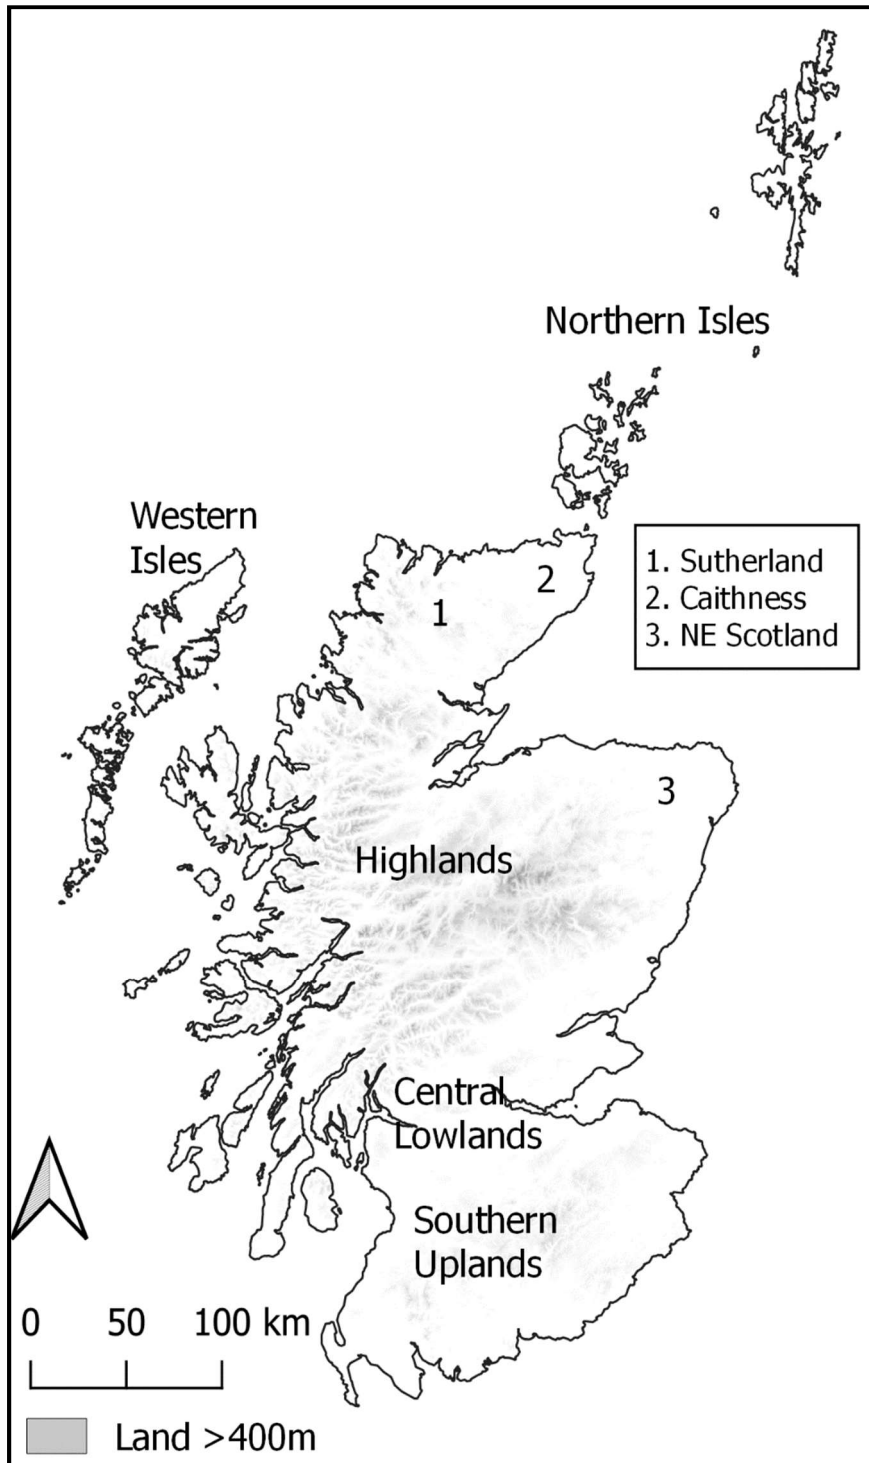 Northern Isles
Western
Isles
1. Sutherland
2. Caithness
3. NE Scotland
2
1
3
Highlands
Central
Lowlands
Southern
Uplands
0 50 100 km
Land >400m